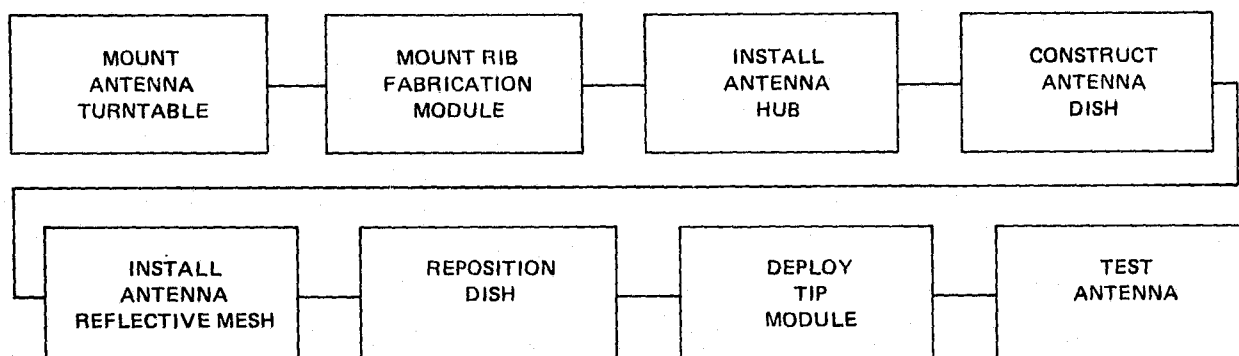 MOUNT
ANTENNA
TURNTABLE
MOUNT RIB
FABRICATION
MODULE
INSTALL
ANTENNA
HUB
CONSTRUCT
ANTENNA
DISH
INSTALL
ANTENNA
REFLECTIVE MESH
REPOSITION
DISH
DEPLOY
TIP
MODULE
TEST
ANTENNA